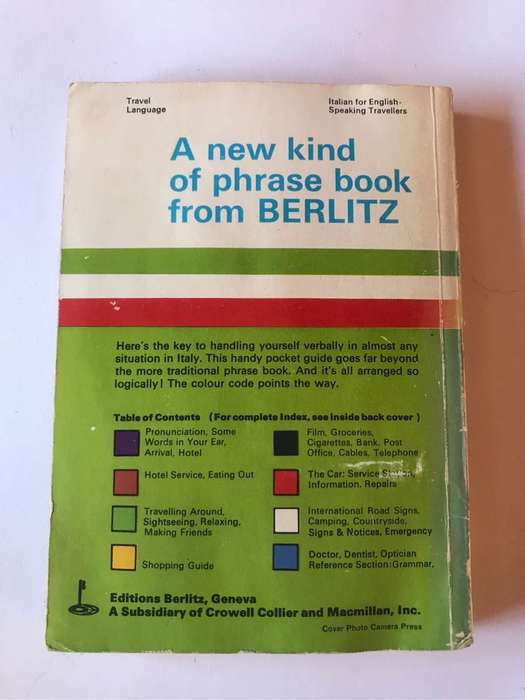 Travel
Language
Italian for English-
Speaking Travellers
A new kind
of phrase book
from BERLITZ
Here's the key to handling yourself verbally in almost any
situation in Italy. This handy pocket guide goes far beyond
the more traditional phrase book. And it's all arranged so
logically! The colour code points the way.
Table of Contents (For complete Index, see inside back cover)
Pronunciation, Some
Words in Your Ear,
Arrival, Hotel
Hotel Service, Eating Out
Travelling Around,
Sightseeing, Relaxing,
Making Friends
Shopping Guide
Film, Groceries,
Cigarettes, Bank. Post
Office, Cables, Telephone
The Car: Service Station,
Information, Repairs
International Road Signs,
Camping, Countryside,
Signs & Notices, Emergency
Doctor, Dentist, Optician
Reference Section:Grammar,
Editions Berlitz, Geneva
A Subsidiary of Crowell Collier and Macmillan, Inc.
Cover Photo Camera Press